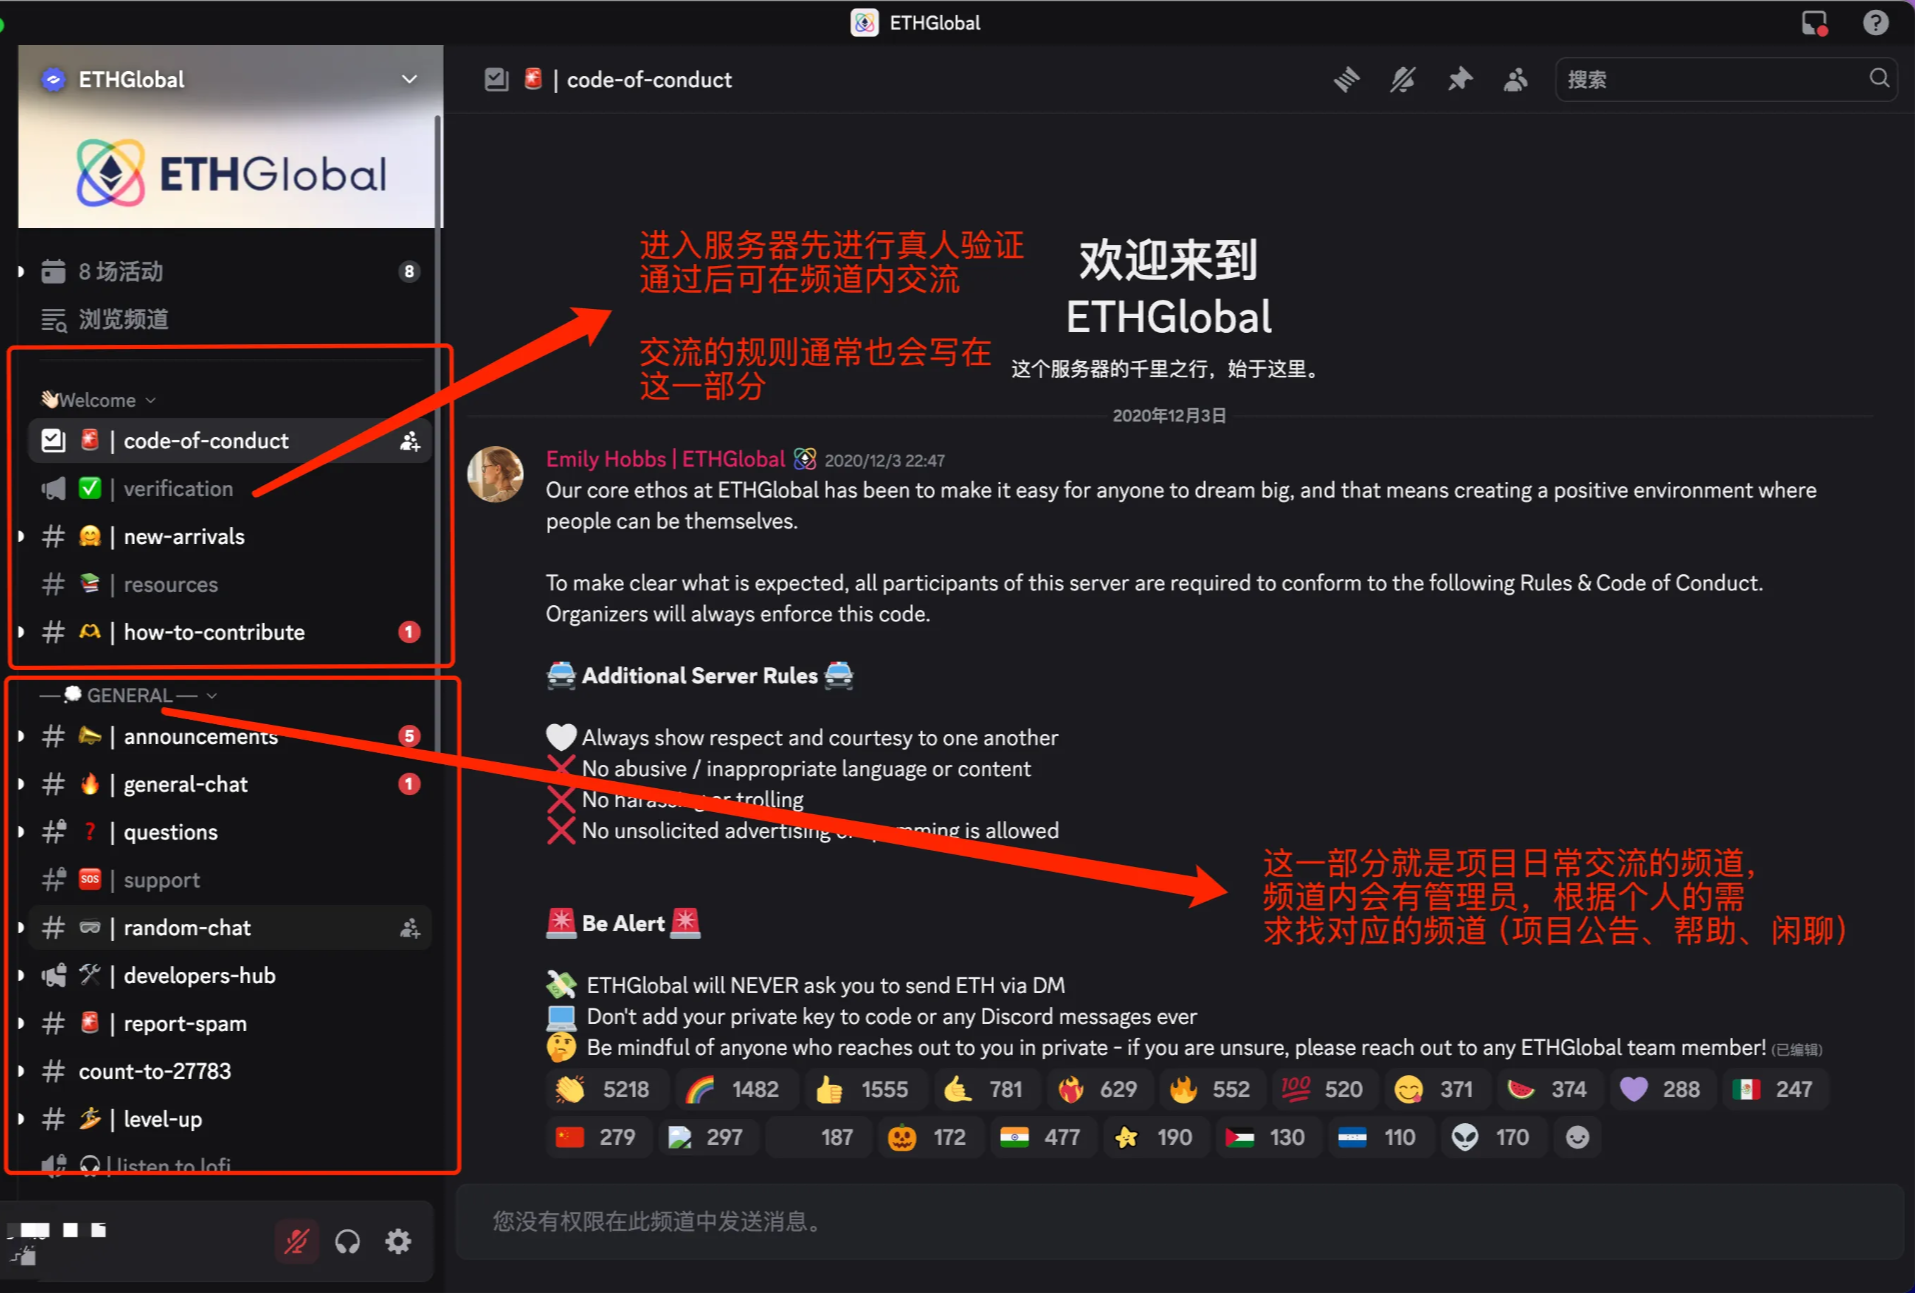 ETHGlobal
ETHGlobal
ETHGlobal
8 场活动
8
浏览频道
Welcome
| code-of-conduct
| verification
| new-arrivals
| resources
| how-to-contribute
1
— GENERAL —
| announcements
5
| general-chat
1
| questions
SOS | support
| random-chat
| developers-hub
| report-spam
count-to-27783
| level-up
| listen to lofi
| code-of-conduct
搜索
进入服务器先进行真人验证
通过后可在频道内交流
交流的规则通常也会写在
这一部分
欢迎来到
ETHGlobal
这个服务器的千里之行，始于这里。
2020年12月3日
Emily Hobbs | ETHGlobal 2020/12/3 22:47
Our core ethos at ETHGlobal has been to make it easy for anyone to dream big, and that means creating a positive environment where
people can be themselves.
To make clear what is expected, all participants of this server are required to conform to the following Rules & Code of Conduct.
Organizers will always enforce this code.
Additional Server Rules
Always show respect and courtesy to one another
No abusive / inappropriate language or content
No harassing or trolling
No unsolicited advertising or spamming is allowed
这一部分就是项目日常交流的频道，
频道内会有管理员，根据个人的需
求找对应的频道（项目公告、帮助、闲聊）
Be Alert
ETHGlobal will NEVER ask you to send ETH via DM
Don't add your private key to code or any Discord messages ever
Be mindful of anyone who reaches out to you in private - if you are unsure, please reach out to any ETHGlobal team member! (已编辑)
5218 1482 1555 781 629 552 100 520 371 374 288 247
279 297 187 172 477 190 130 110 170
您没有权限在此频道中发送消息。